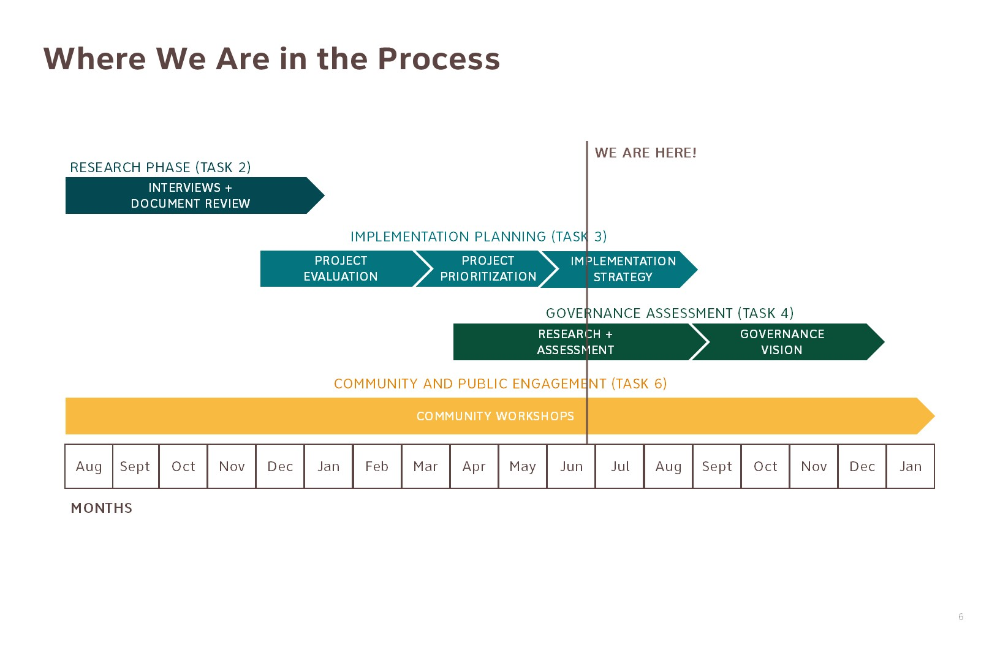 Where We Are in the Process
WE ARE HERE!
RESEARCH PHASE (TASK 2)
INTERVIEWS +
DOCUMENT REVIEW
IMPLEMENTATION PLANNING (TASK 3)
PROJECT
EVALUATION
PROJECT
PRIORITIZATION
IMPLEMENTATION
STRATEGY
GOVERNANCE ASSESSMENT (TASK 4)
RESEARCH +
ASSESSMENT
GOVERNANCE
VISION
COMMUNITY AND PUBLIC ENGAGEMENT (TASK 6)
COMMUNITY WORKSHOPS
Aug Sept Oct Nov Dec Jan Feb Mar Apr May Jun Jul Aug Sept Oct Nov Dec Jan
MONTHS
6